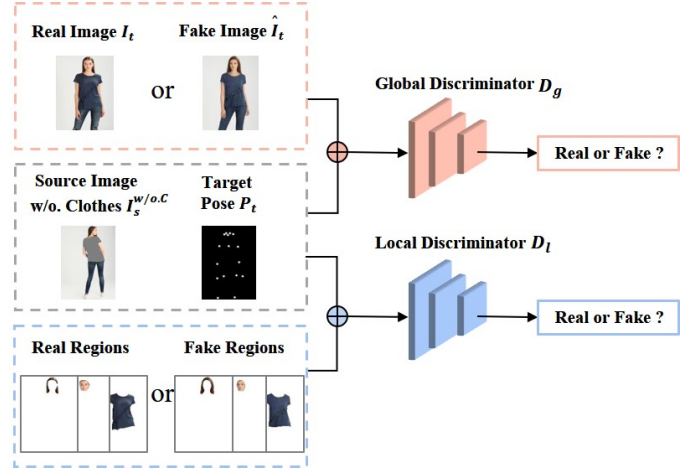 Real Image I_t
Fake Image Î_t
or
Global Discriminator D_g
Real or Fake ?
Source Image
w/o. Clothes I_s^{w/o.C}
Target
Pose P_t
Local Discriminator D_l
Real or Fake ?
Real Regions
Fake Regions
or